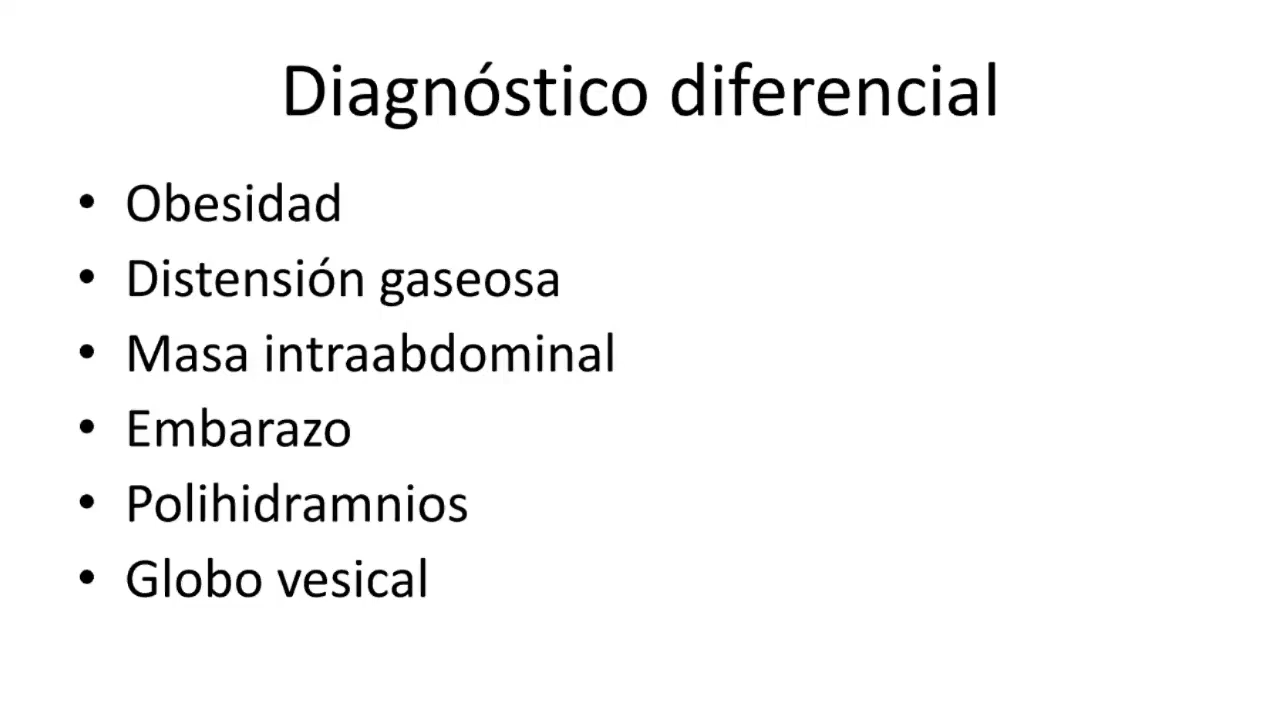 Diagnóstico diferencial
• Obesidad
• Distensión gaseosa
• Masa intraabdominal
• Embarazo
• Polihidramnios
• Globo vesical